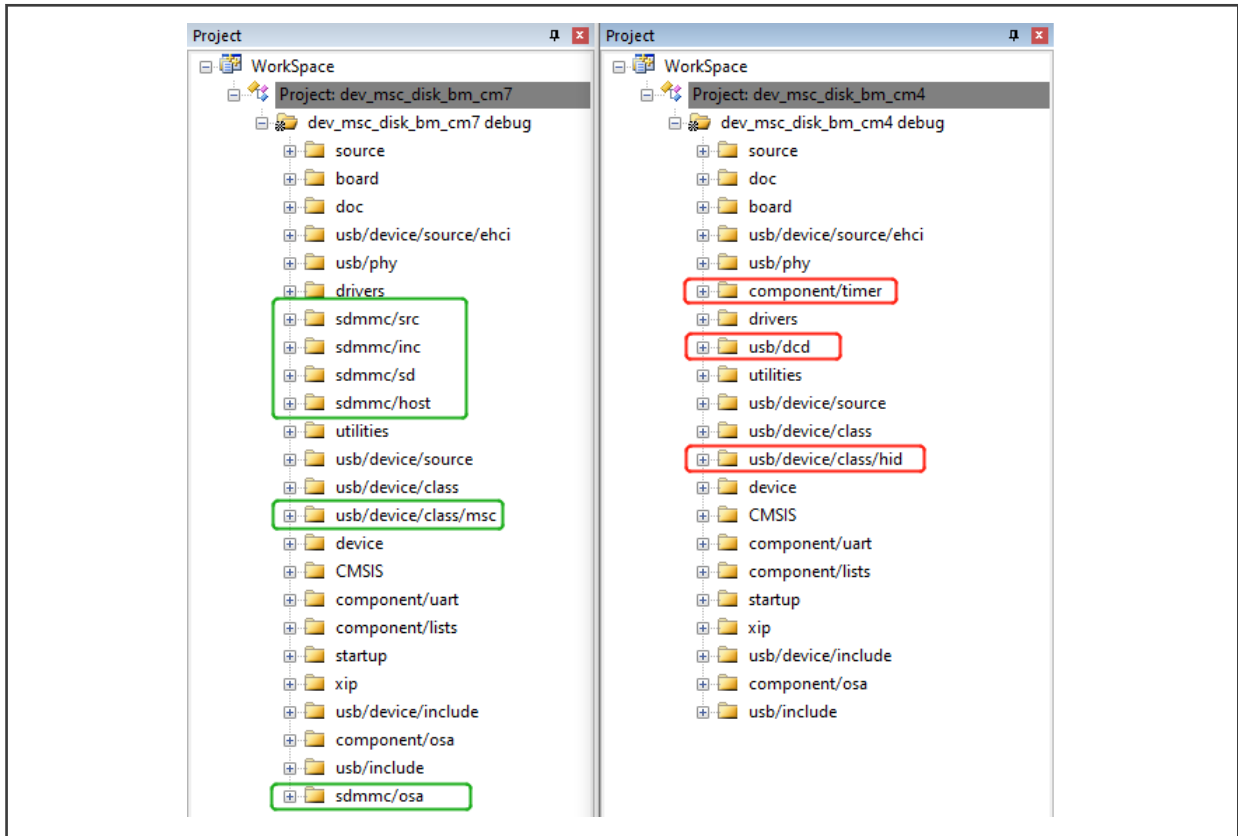 Project
WorkSpace
Project: dev_msc_disk_bm_cm7
dev_msc_disk_bm_cm7 debug
source
board
doc
usb/device/source/ehci
usb/phy
drivers
sdmmc/src
sdmmc/inc
sdmmc/sd
sdmmc/host
utilities
usb/device/source
usb/device/class
usb/device/class/msc
device
CMSIS
component/uart
component/lists
startup
xip
usb/device/include
component/osa
usb/include
sdmmc/osa
Project
WorkSpace
Project: dev_msc_disk_bm_cm4
dev_msc_disk_bm_cm4 debug
source
doc
board
usb/device/source/ehci
usb/phy
component/timer
drivers
usb/dcd
utilities
usb/device/source
usb/device/class
usb/device/class/hid
device
CMSIS
component/uart
component/lists
startup
xip
usb/device/include
component/osa
usb/include